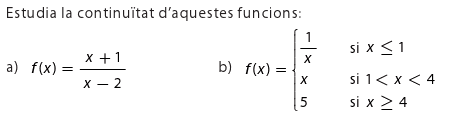 Estudia la continuïtat d'aquestes funcions:
a) f(x) = (x + 1)/(x − 2)
b) f(x) = { 1/x si x ≤ 1
x si 1 < x < 4
5 si x ≥ 4